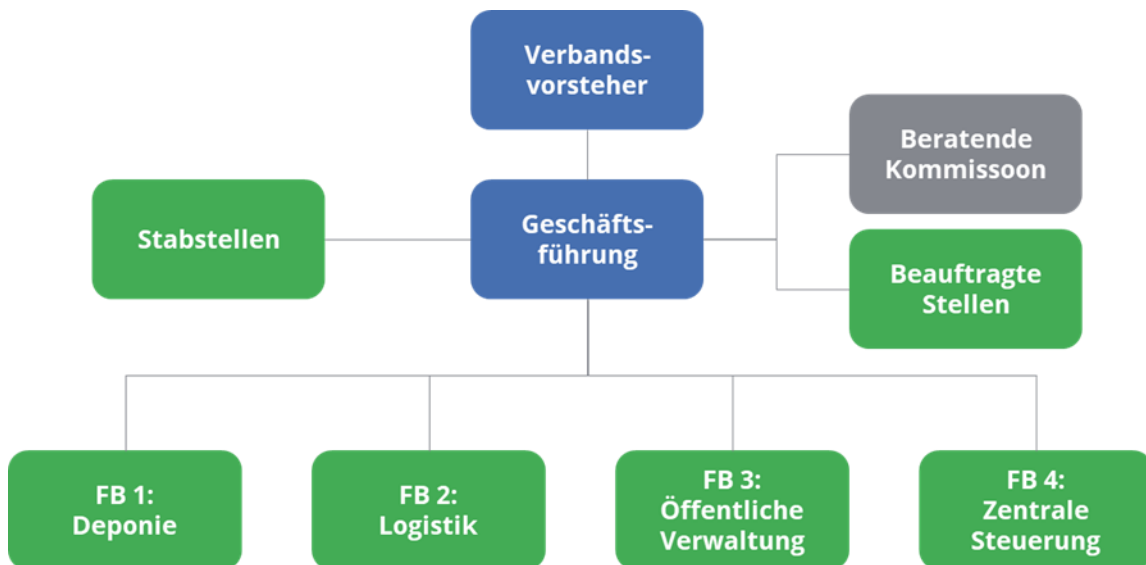 Verbands-
vorsteher
Beratende
Kommissoon
Stabstellen
Geschäfts-
führung
Beauftragte
Stellen
FB 1:
Deponie
FB 2:
Logistik
FB 3:
Öffentliche
Verwaltung
FB 4:
Zentrale
Steuerung